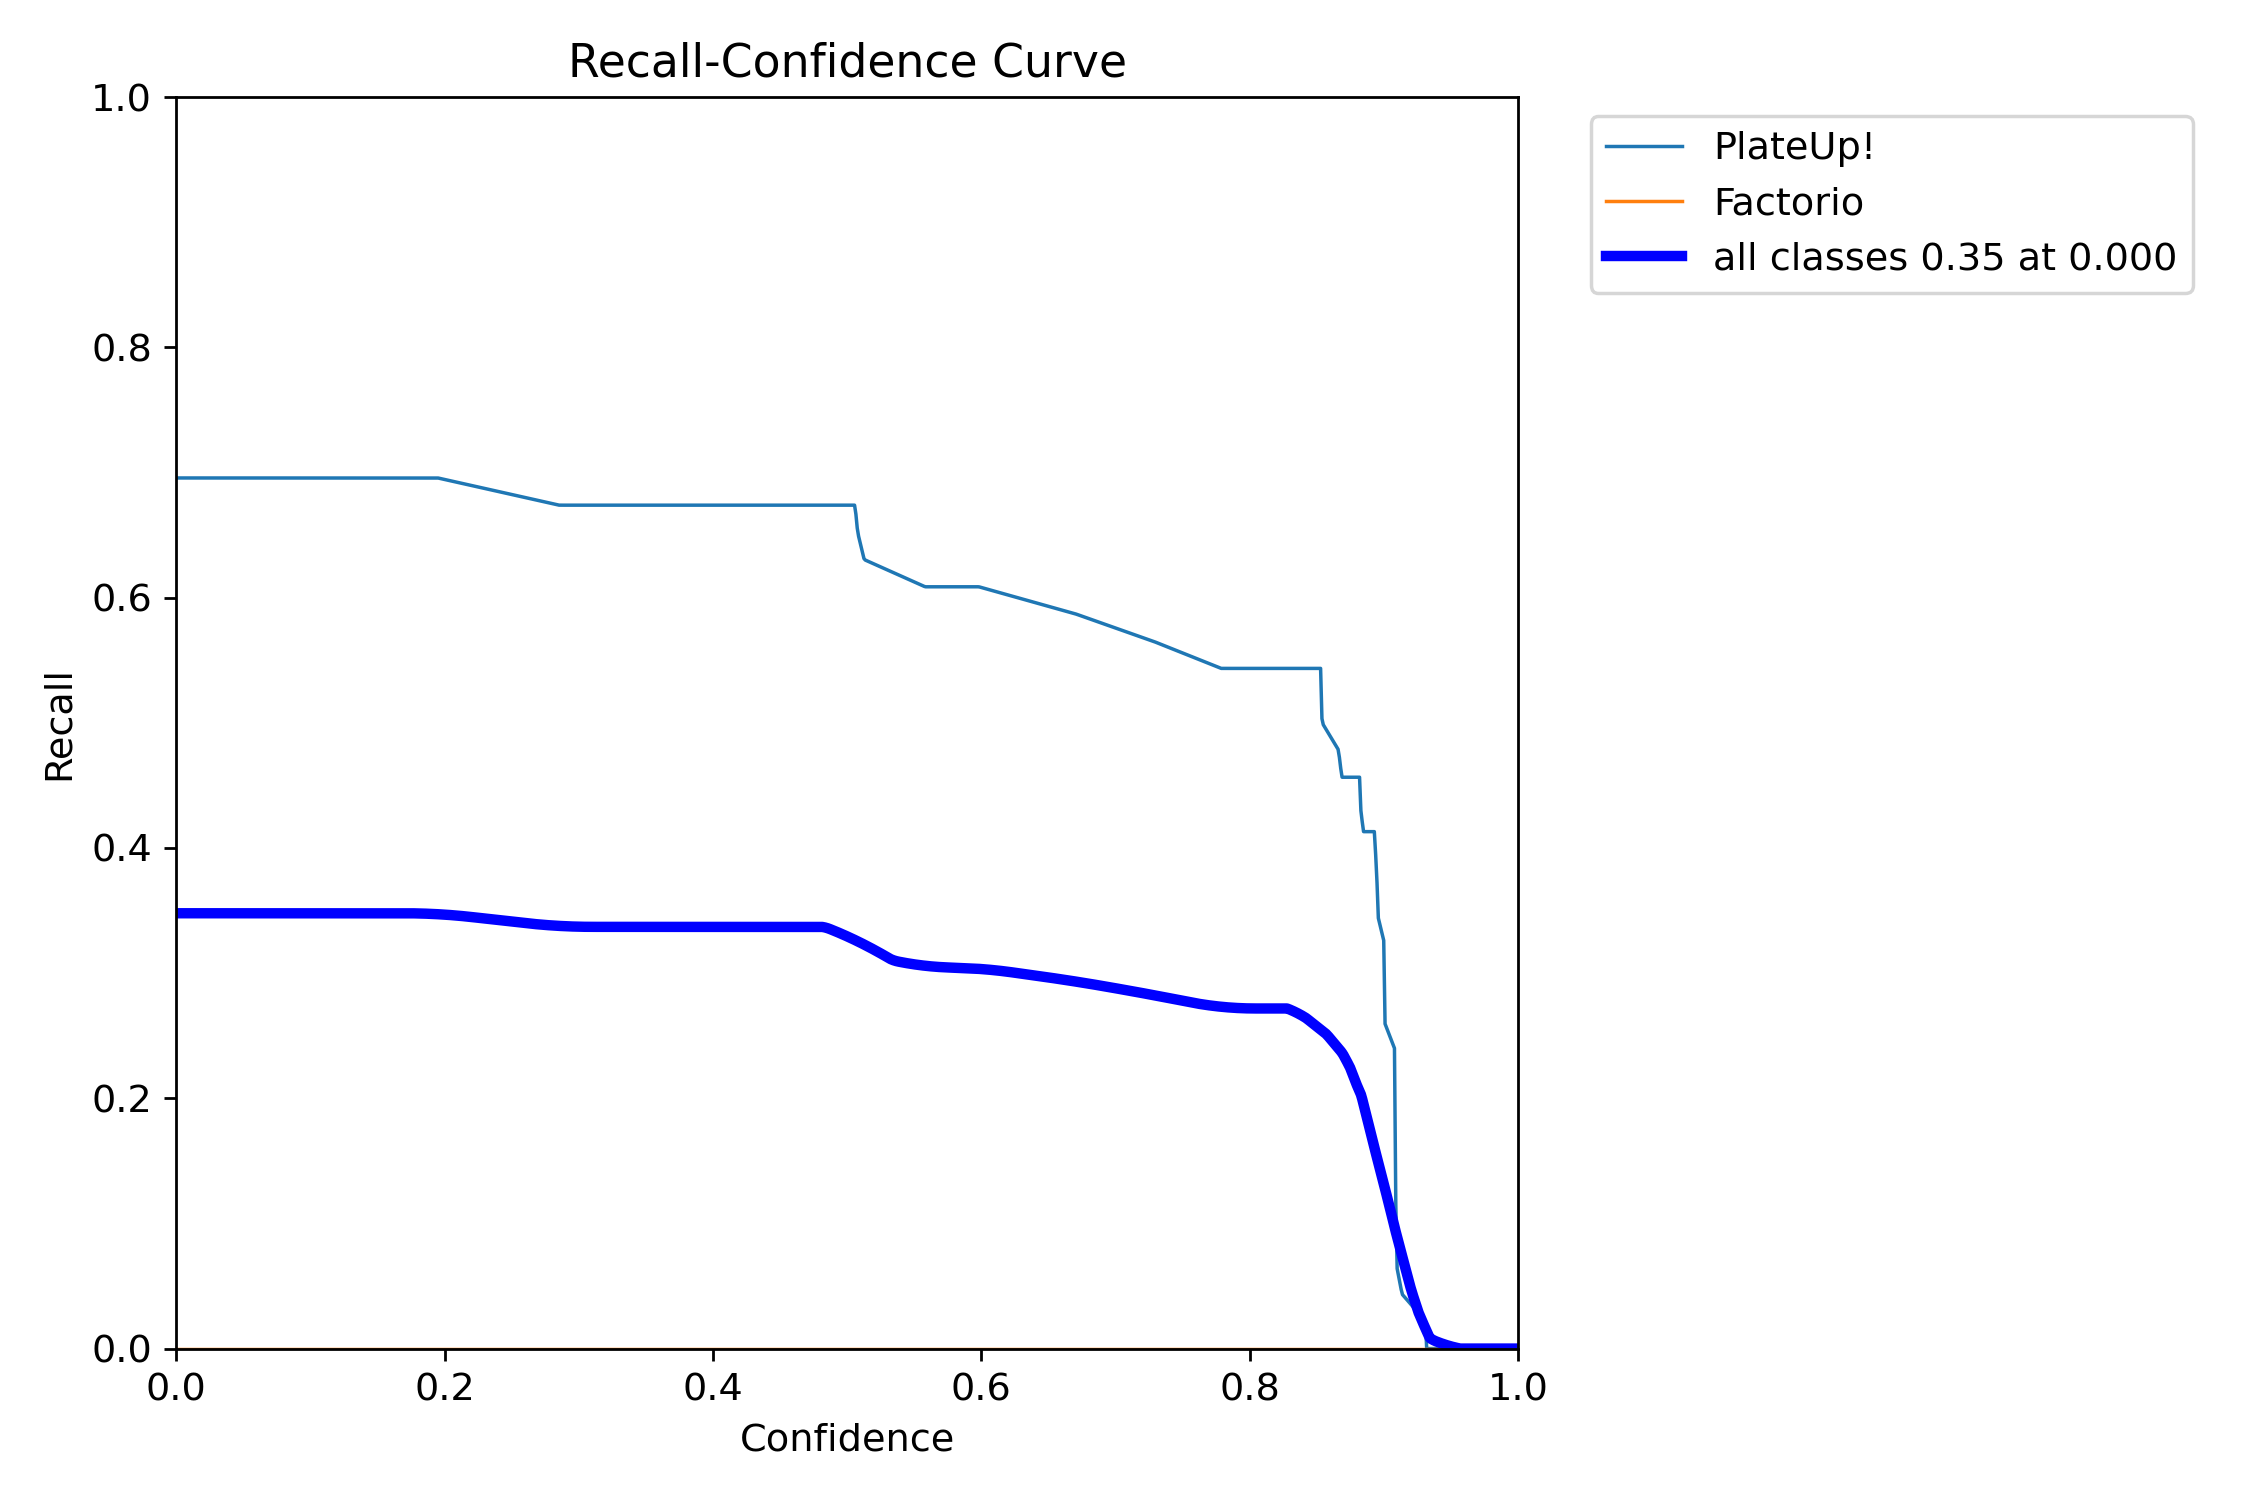 Recall-Confidence Curve
1.0
0.8
0.6
0.4
0.2
0.0
Recall
0.0 0.2 0.4 0.6 0.8 1.0
Confidence
PlateUp!
Factorio
all classes 0.35 at 0.000